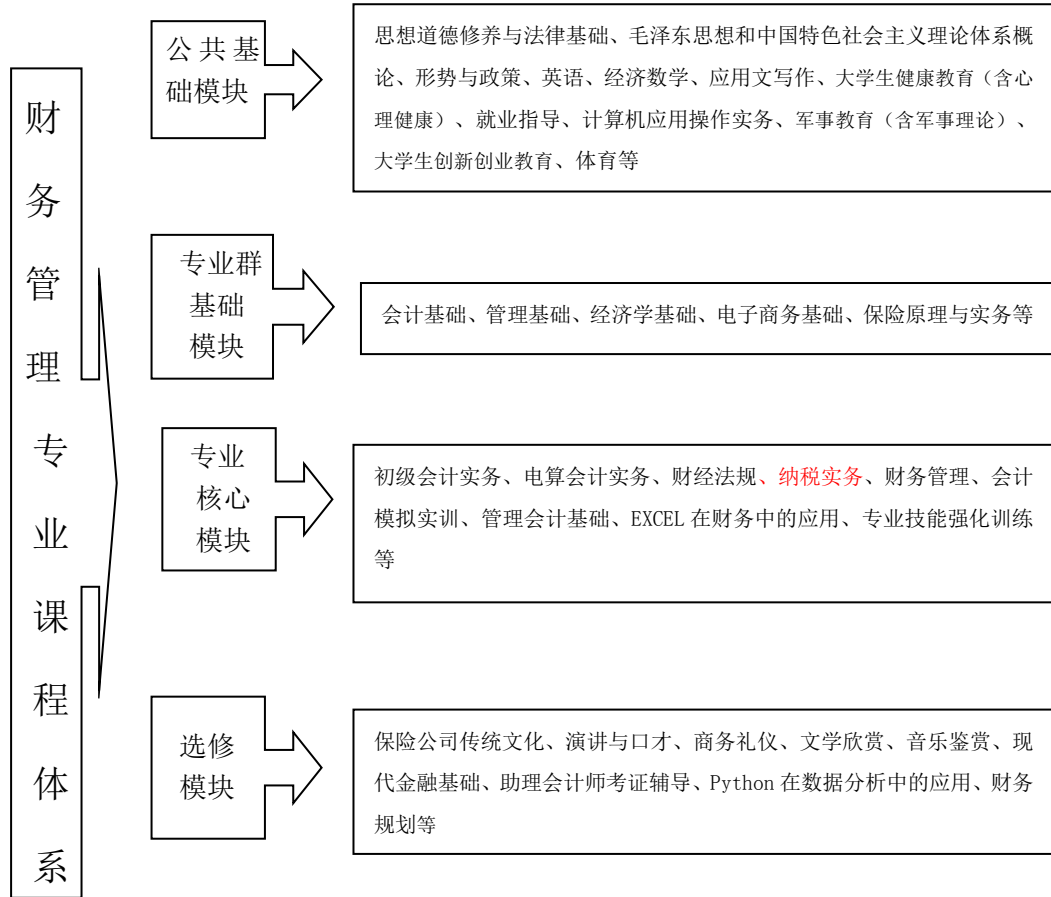 财务管理专业课程体系
公共基
础模块
思想道德修养与法律基础、毛泽东思想和中国特色社会主义理论体系概
论、形势与政策、英语、经济数学、应用文写作、大学生健康教育（含心
理健康）、就业指导、计算机应用操作实务、军事教育（含军事理论）、
大学生创新创业教育、体育等
专业群
基础
模块
会计基础、管理基础、经济学基础、电子商务基础、保险原理与实务等
专业
核心
模块
初级会计实务、电算会计实务、财经法规、纳税实务、财务管理、会计
模拟实训、管理会计基础、EXCEL 在财务中的应用、专业技能强化训练
等
选修
模块
保险公司传统文化、演讲与口才、商务礼仪、文学欣赏、音乐鉴赏、现
代金融基础、助理会计师考证辅导、Python 在数据分析中的应用、财务
规划等